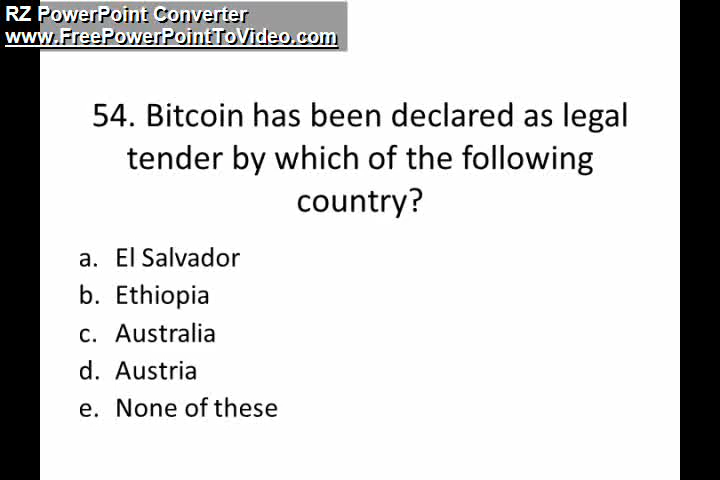 RZ PowerPoint Converter
www.FreePowerPointToVideo.com
54. Bitcoin has been declared as legal
tender by which of the following
country?
a. El Salvador
b. Ethiopia
c. Australia
d. Austria
e. None of these